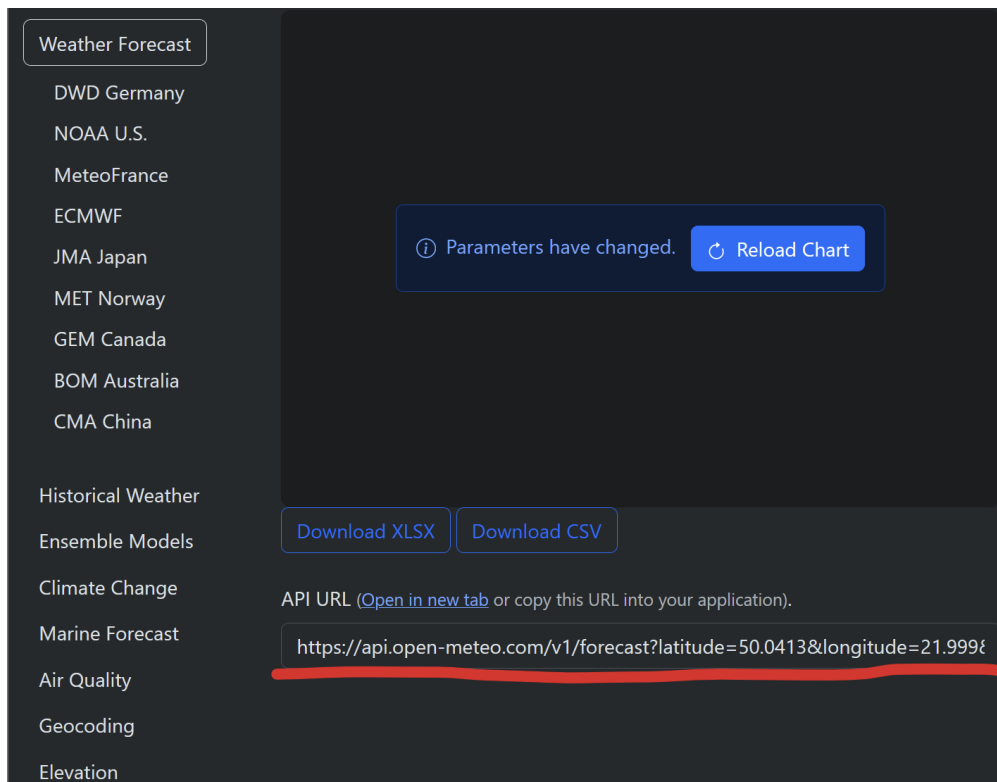 Weather Forecast
DWD Germany
NOAA U.S.
MeteoFrance
ECMWF
JMA Japan
MET Norway
GEM Canada
BOM Australia
CMA China
Historical Weather
Ensemble Models
Climate Change
Marine Forecast
Air Quality
Geocoding
Elevation
Parameters have changed. Reload Chart
Download XLSX Download CSV
API URL (Open in new tab or copy this URL into your application).
https://api.open-meteo.com/v1/forecast?latitude=50.0413&longitude=21.999&